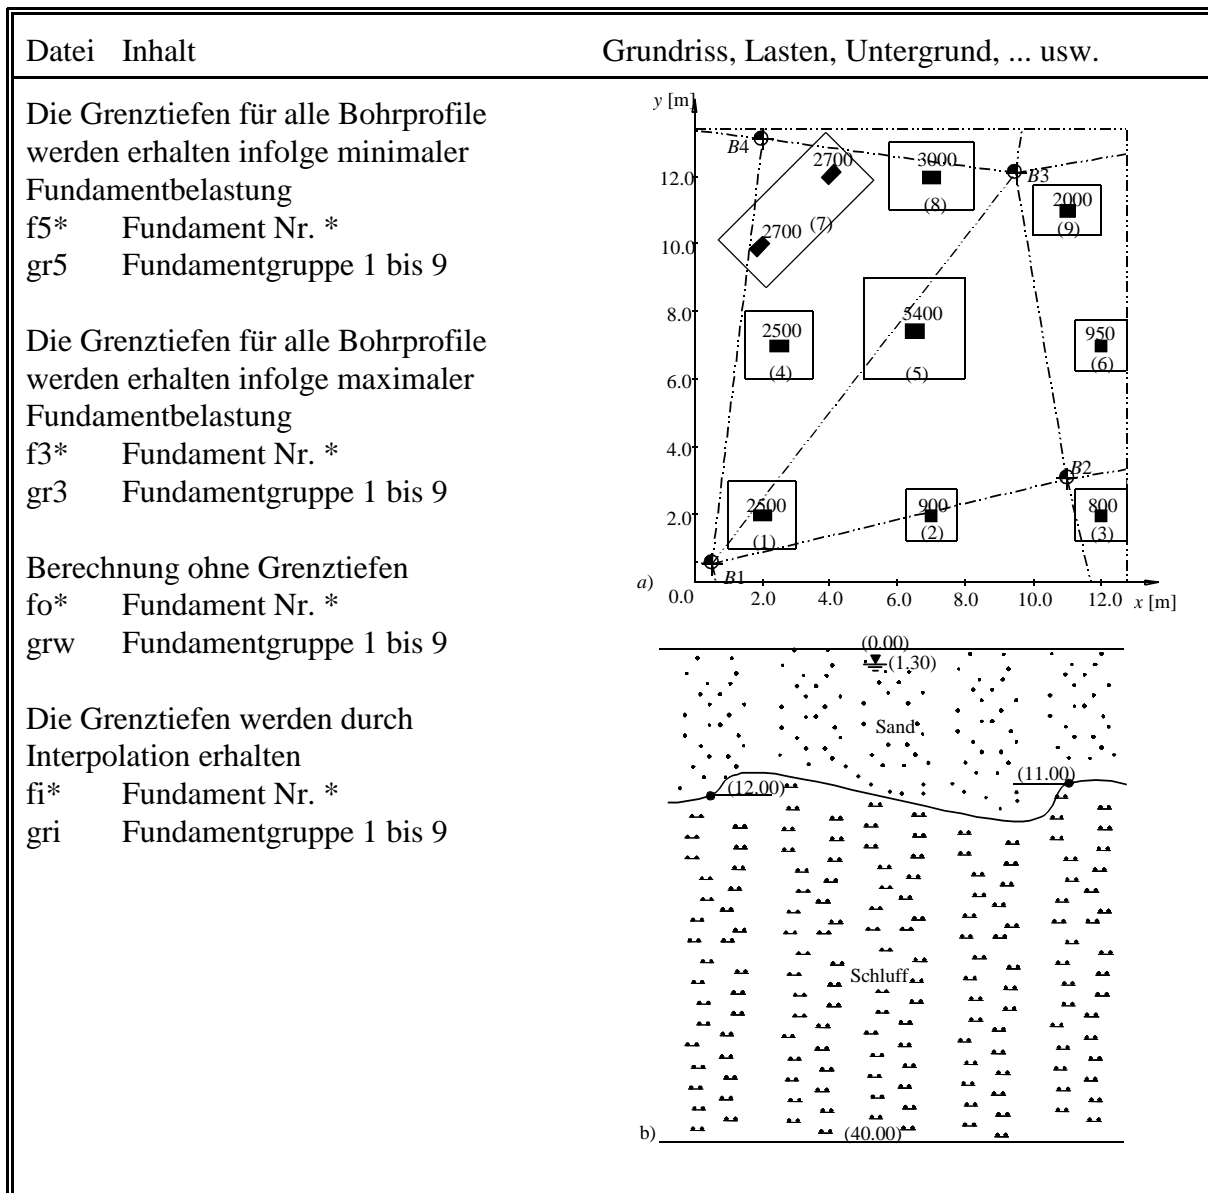 Datei Inhalt
Grundriss, Lasten, Untergrund, ... usw.
Die Grenztiefen für alle Bohrprofile
werden erhalten infolge minimaler
Fundamentbelastung
f5* Fundament Nr. *
gr5 Fundamentgruppe 1 bis 9
Die Grenztiefen für alle Bohrprofile
werden erhalten infolge maximaler
Fundamentbelastung
f3* Fundament Nr. *
gr3 Fundamentgruppe 1 bis 9
Berechnung ohne Grenztiefen
fo* Fundament Nr. *
grw Fundamentgruppe 1 bis 9
Die Grenztiefen werden durch
Interpolation erhalten
fi* Fundament Nr. *
gri Fundamentgruppe 1 bis 9
y [m]
B4
2700
3000
B3
12.0
(8)
2000
2700
(7)
(9)
10.0
8.0
2500
5400
950
(4)
(5)
(6)
6.0
4.0
B2
2500
900
800
2.0
(1)
(2)
(3)
a)
B1
0.0 2.0 4.0 6.0 8.0 10.0 12.0 x [m]
(0.00)
(1.30)
Sand
(12.00)
(11.00)
Schluff
b)
(40.00)